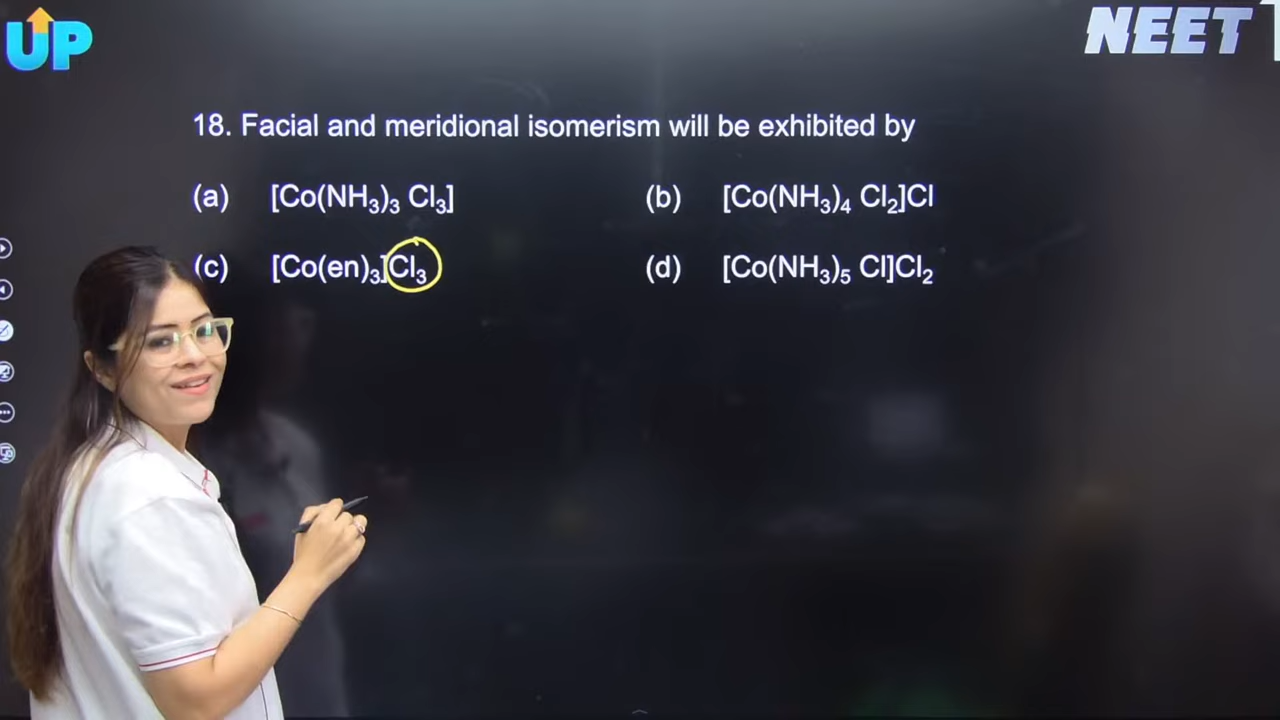 UP
NEET
18. Facial and meridional isomerism will be exhibited by
(a) [Co(NH₃)₃ Cl₃] (b) [Co(NH₃)₄ Cl₂]Cl
(c) [Co(en)₃]Cl₃ (d) [Co(NH₃)₅ Cl]Cl₂